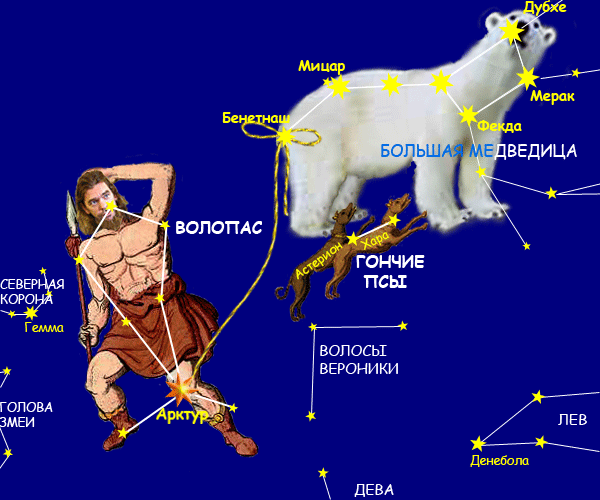 Дубхе
Мицар
Мерак
Бенетнаш
Фекда
БОЛЬШАЯ МЕДВЕДИЦА
ВОЛОПАС
Астерион
Хара
ГОНЧИЕ
ПСЫ
СЕВЕРНАЯ
КОРОНА
Гемма
ВОЛОСЫ
ВЕРОНИКИ
ГОЛОВА
ЗМЕИ
Арктур
ЛЕВ
Денебола
ДЕВА